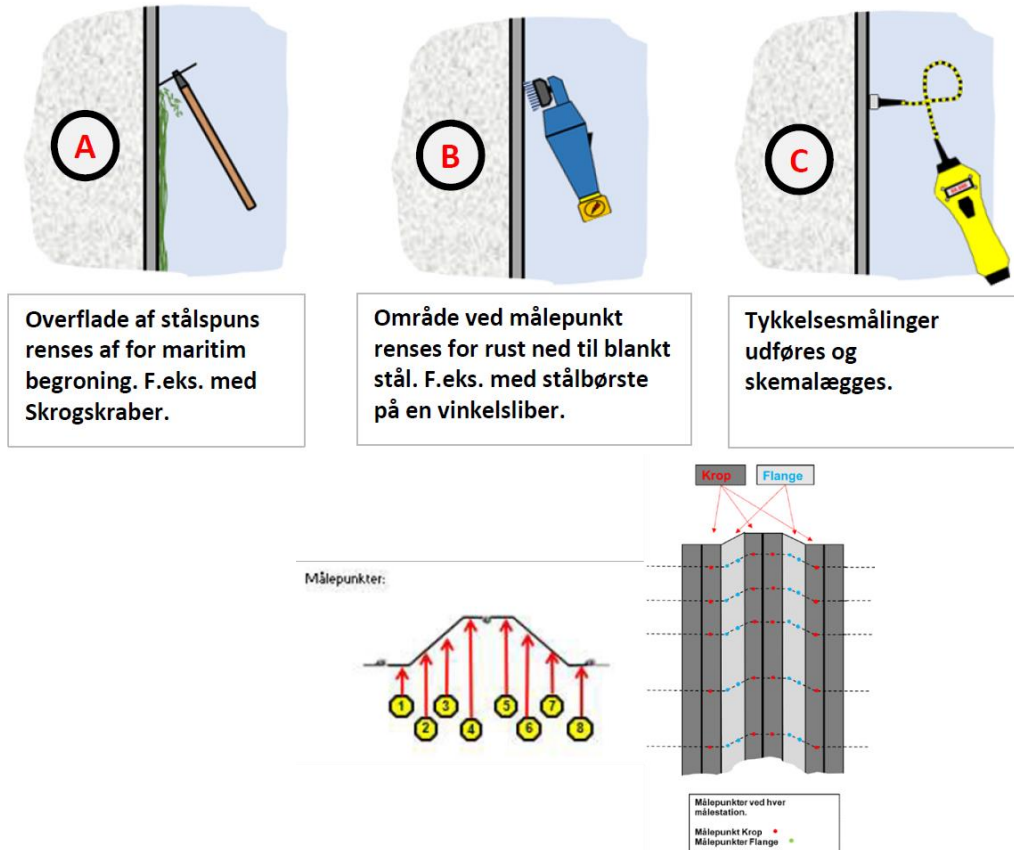 A
B
C
Overflade af stålspuns
renses af for maritim
begroning. F.eks. med
Skrogskraber.
Område ved målepunkt
renses for rust ned til blankt
stål. F.eks. med stålbørste
på en vinkelsliber.
Tykkelsesmålinger
udføres og
skemalægges.
Krop
Flange
Målepunkter:
1
2
3
4
5
6
7
8
Målepunkter ved hver
målestation.
Målepunkt Krop
Målepunkter Flange